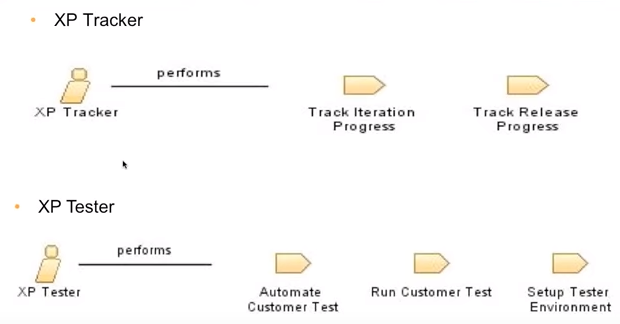 • XP Tracker
performs
XP Tracker
Track Iteration
Progress
Track Release
Progress
• XP Tester
performs
XP Tester
Automate
Customer Test
Run Customer Test
Setup Tester
Environment